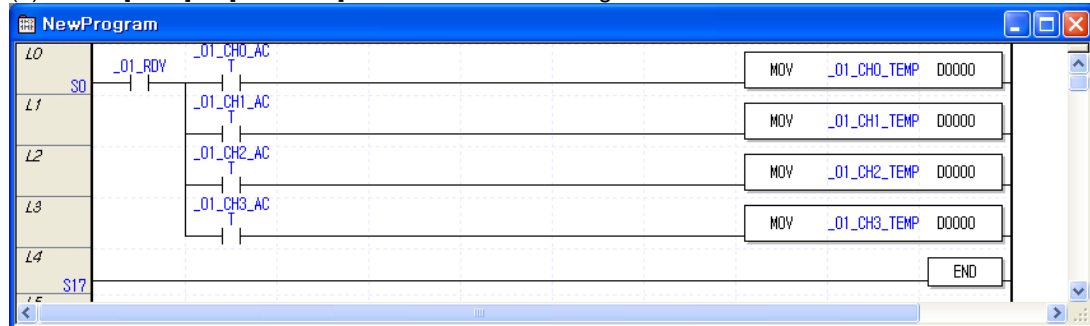 NewProgram
L0
_01_RDY
_01_CH0_AC
T
MOV _01_CH0_TEMP D0000
S0
L1
_01_CH1_AC
T
MOV _01_CH1_TEMP D0000
L2
_01_CH2_AC
T
MOV _01_CH2_TEMP D0000
L3
_01_CH3_AC
T
MOV _01_CH3_TEMP D0000
L4
END
S17